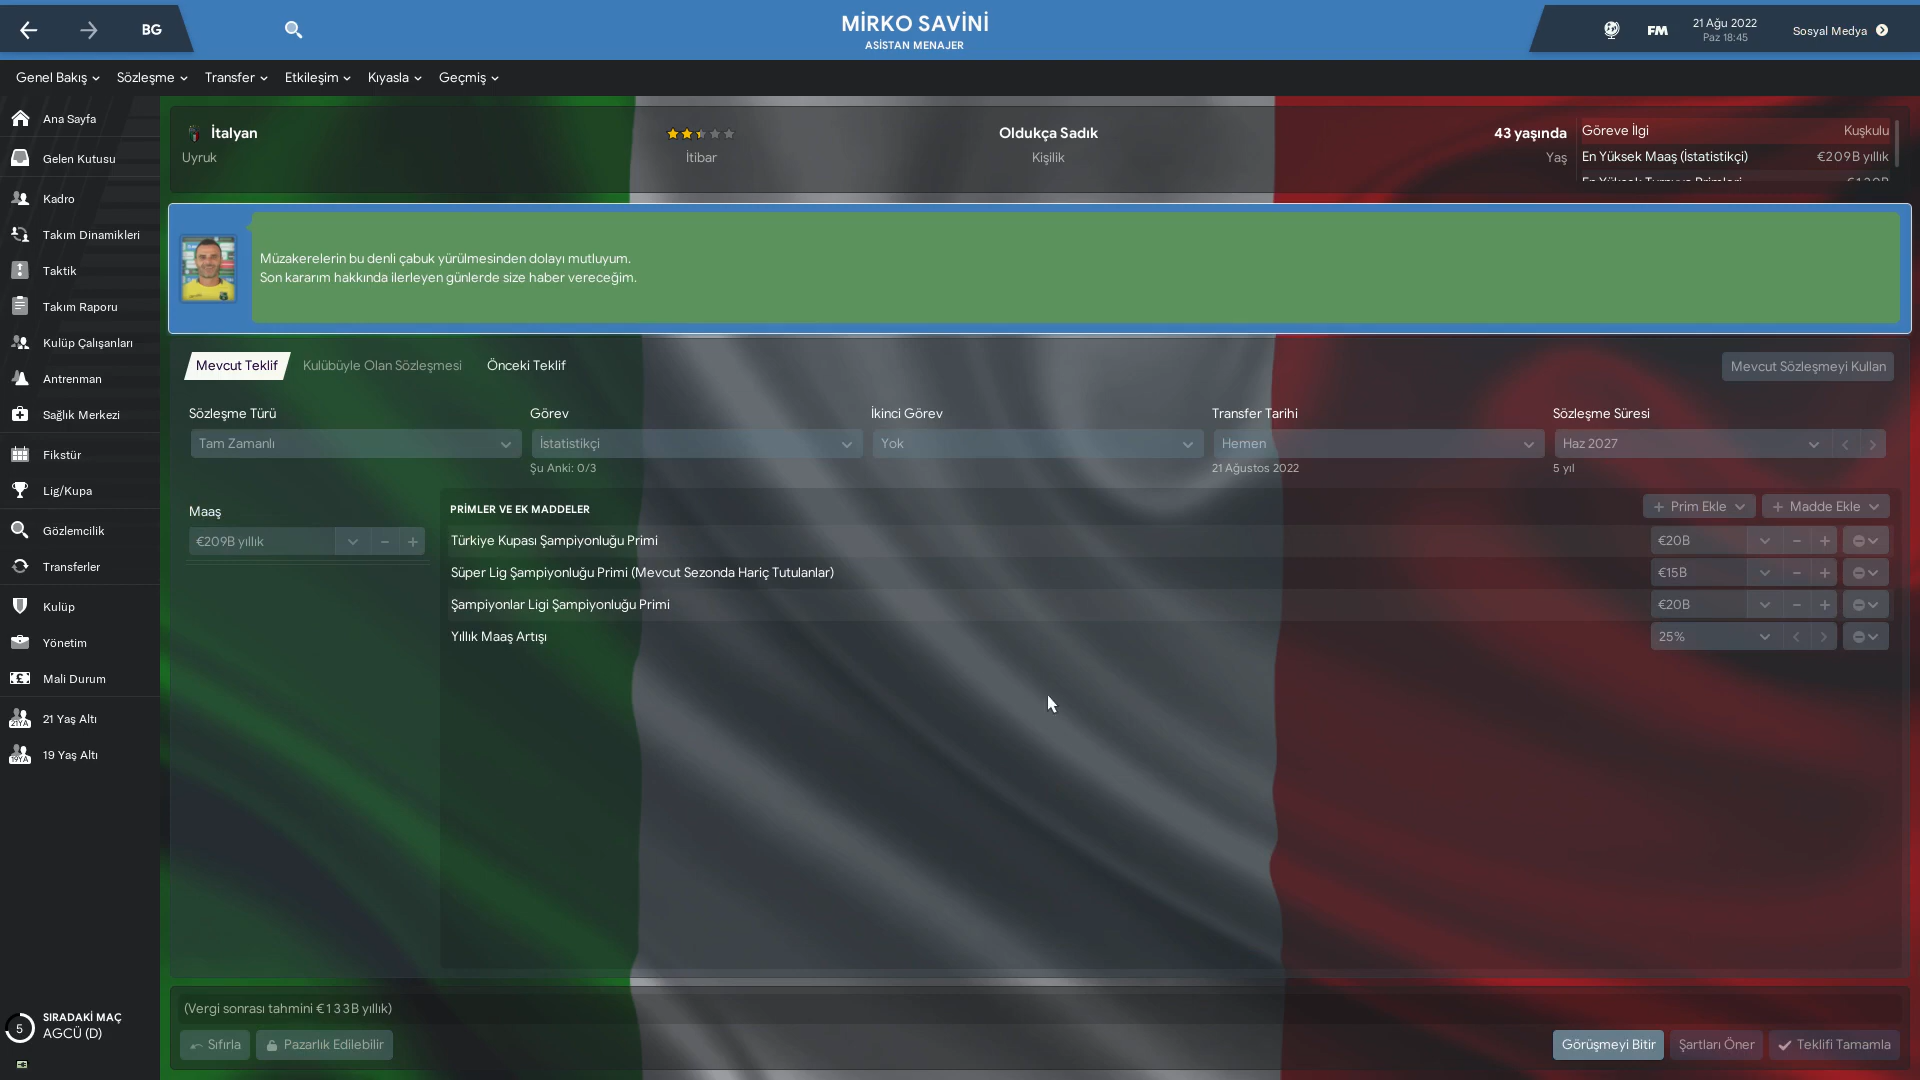 BG
MİRKO SAVİNİ
ASİSTAN MENAJER
FM
21 Ağu 2022
Paz 18:45
Sosyal Medya
Genel Bakış
Sözleşme
Transfer
Etkileşim
Kıyasla
Geçmiş
Ana Sayfa
Gelen Kutusu
Kadro
Takım Dinamikleri
Taktik
Takım Raporu
Kulüp Çalışanları
Antrenman
Sağlık Merkezi
Fikstür
Lig/Kupa
Gözlemcilik
Transferler
Kulüp
Yönetim
Mali Durum
21YA
21 Yaş Altı
19YA
19 Yaş Altı
5
SIRADAKİ MAÇ
AGCÜ (D)
İtalyan
Uyruk
İtibar
Oldukça Sadık
Kişilik
43 yaşında
Yaş
Göreve İlgi Kuşkulu
En Yüksek Maaş (İstatistikçi) €209B yıllık
Müzakerelerin bu denli çabuk yürülmesinden dolayı mutluyum.
Son kararım hakkında ilerleyen günlerde size haber vereceğim.
Mevcut Teklif
Kulübüyle Olan Sözleşmesi
Önceki Teklif
Mevcut Sözleşmeyi Kullan
Sözleşme Türü
Tam Zamanlı
Görev
İstatistikçi
Şu Anki: 0/3
İkinci Görev
Yok
Transfer Tarihi
Hemen
21 Ağustos 2022
Sözleşme Süresi
Haz 2027
5 yıl
Maaş
€209B yıllık
PRİMLER VE EK MADDELER
Prim Ekle
Madde Ekle
Türkiye Kupası Şampiyonluğu Primi €20B
Süper Lig Şampiyonluğu Primi (Mevcut Sezonda Hariç Tutulanlar) €15B
Şampiyonlar Ligi Şampiyonluğu Primi €20B
Yıllık Maaş Artışı 25%
(Vergi sonrası tahmini €133B yıllık)
Sıfırla
Pazarlık Edilebilir
Görüşmeyi Bitir
Şartları Öner
Teklifi Tamamla